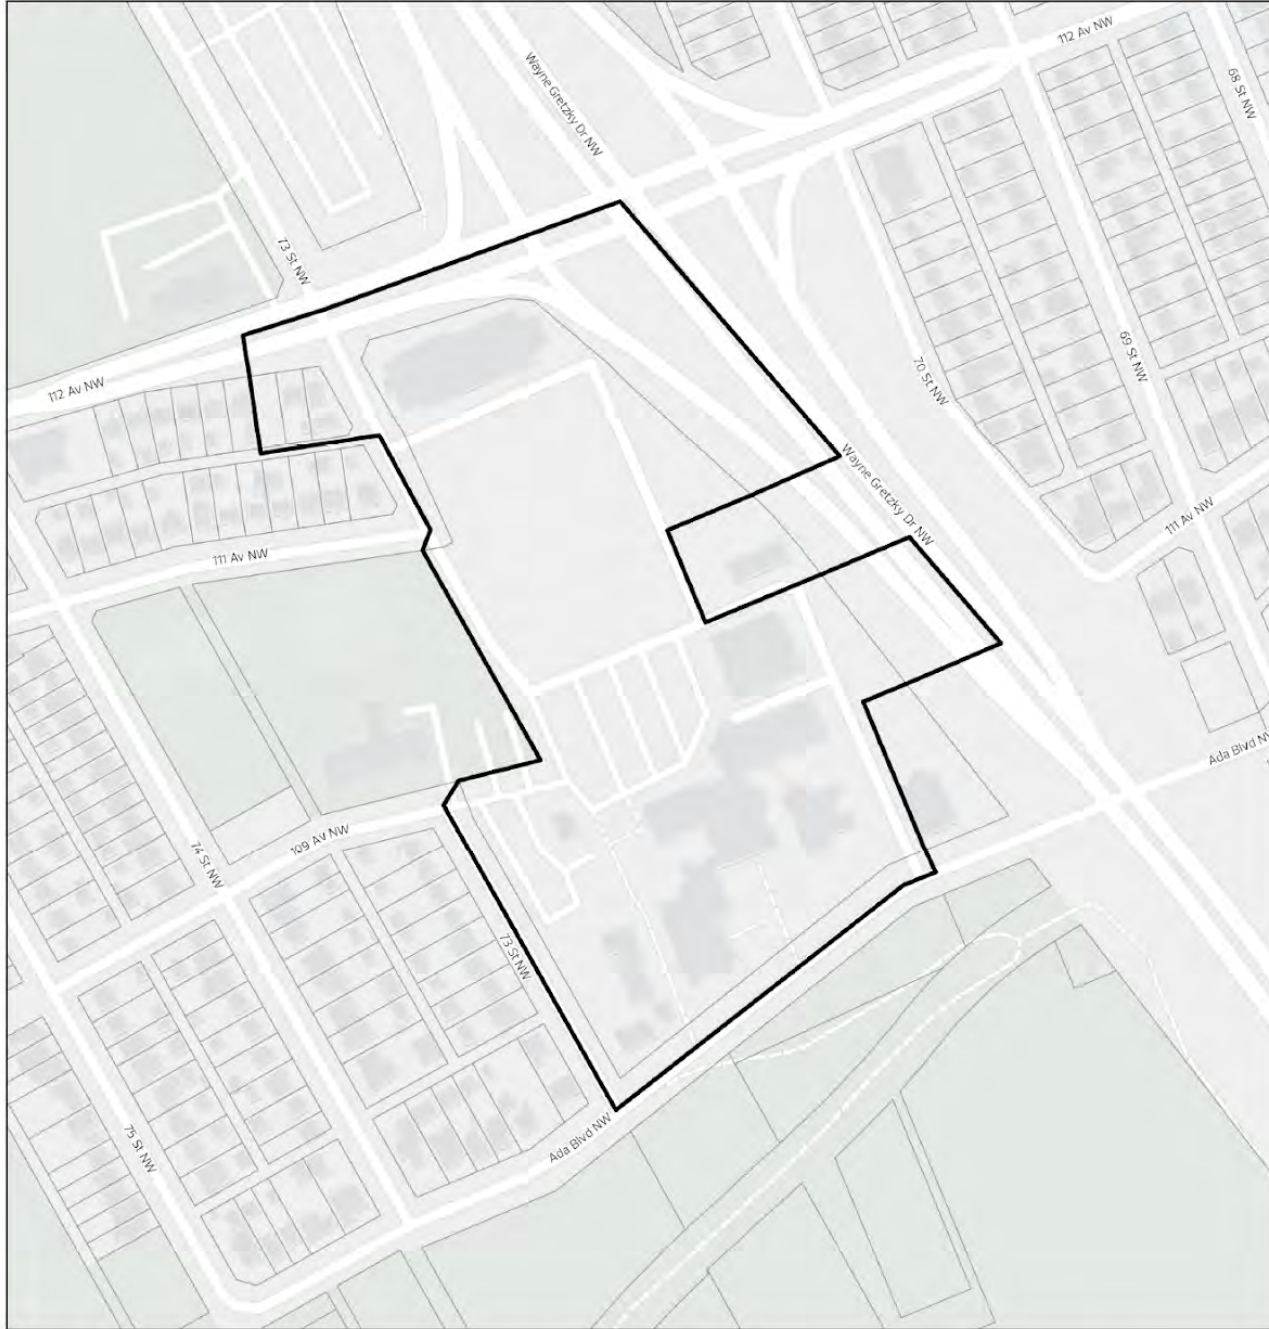 112 Av NW
Wayne Gretzky Dr NW
68 St NW
73 St NW
69 St NW
70 St NW
112 Av NW
Wayne Gretzky Dr NW
111 Av NW
111 Av NW
Ada Blvd NW
109 Av NW
74 St NW
73 St NW
75 St NW
Ada Blvd NW